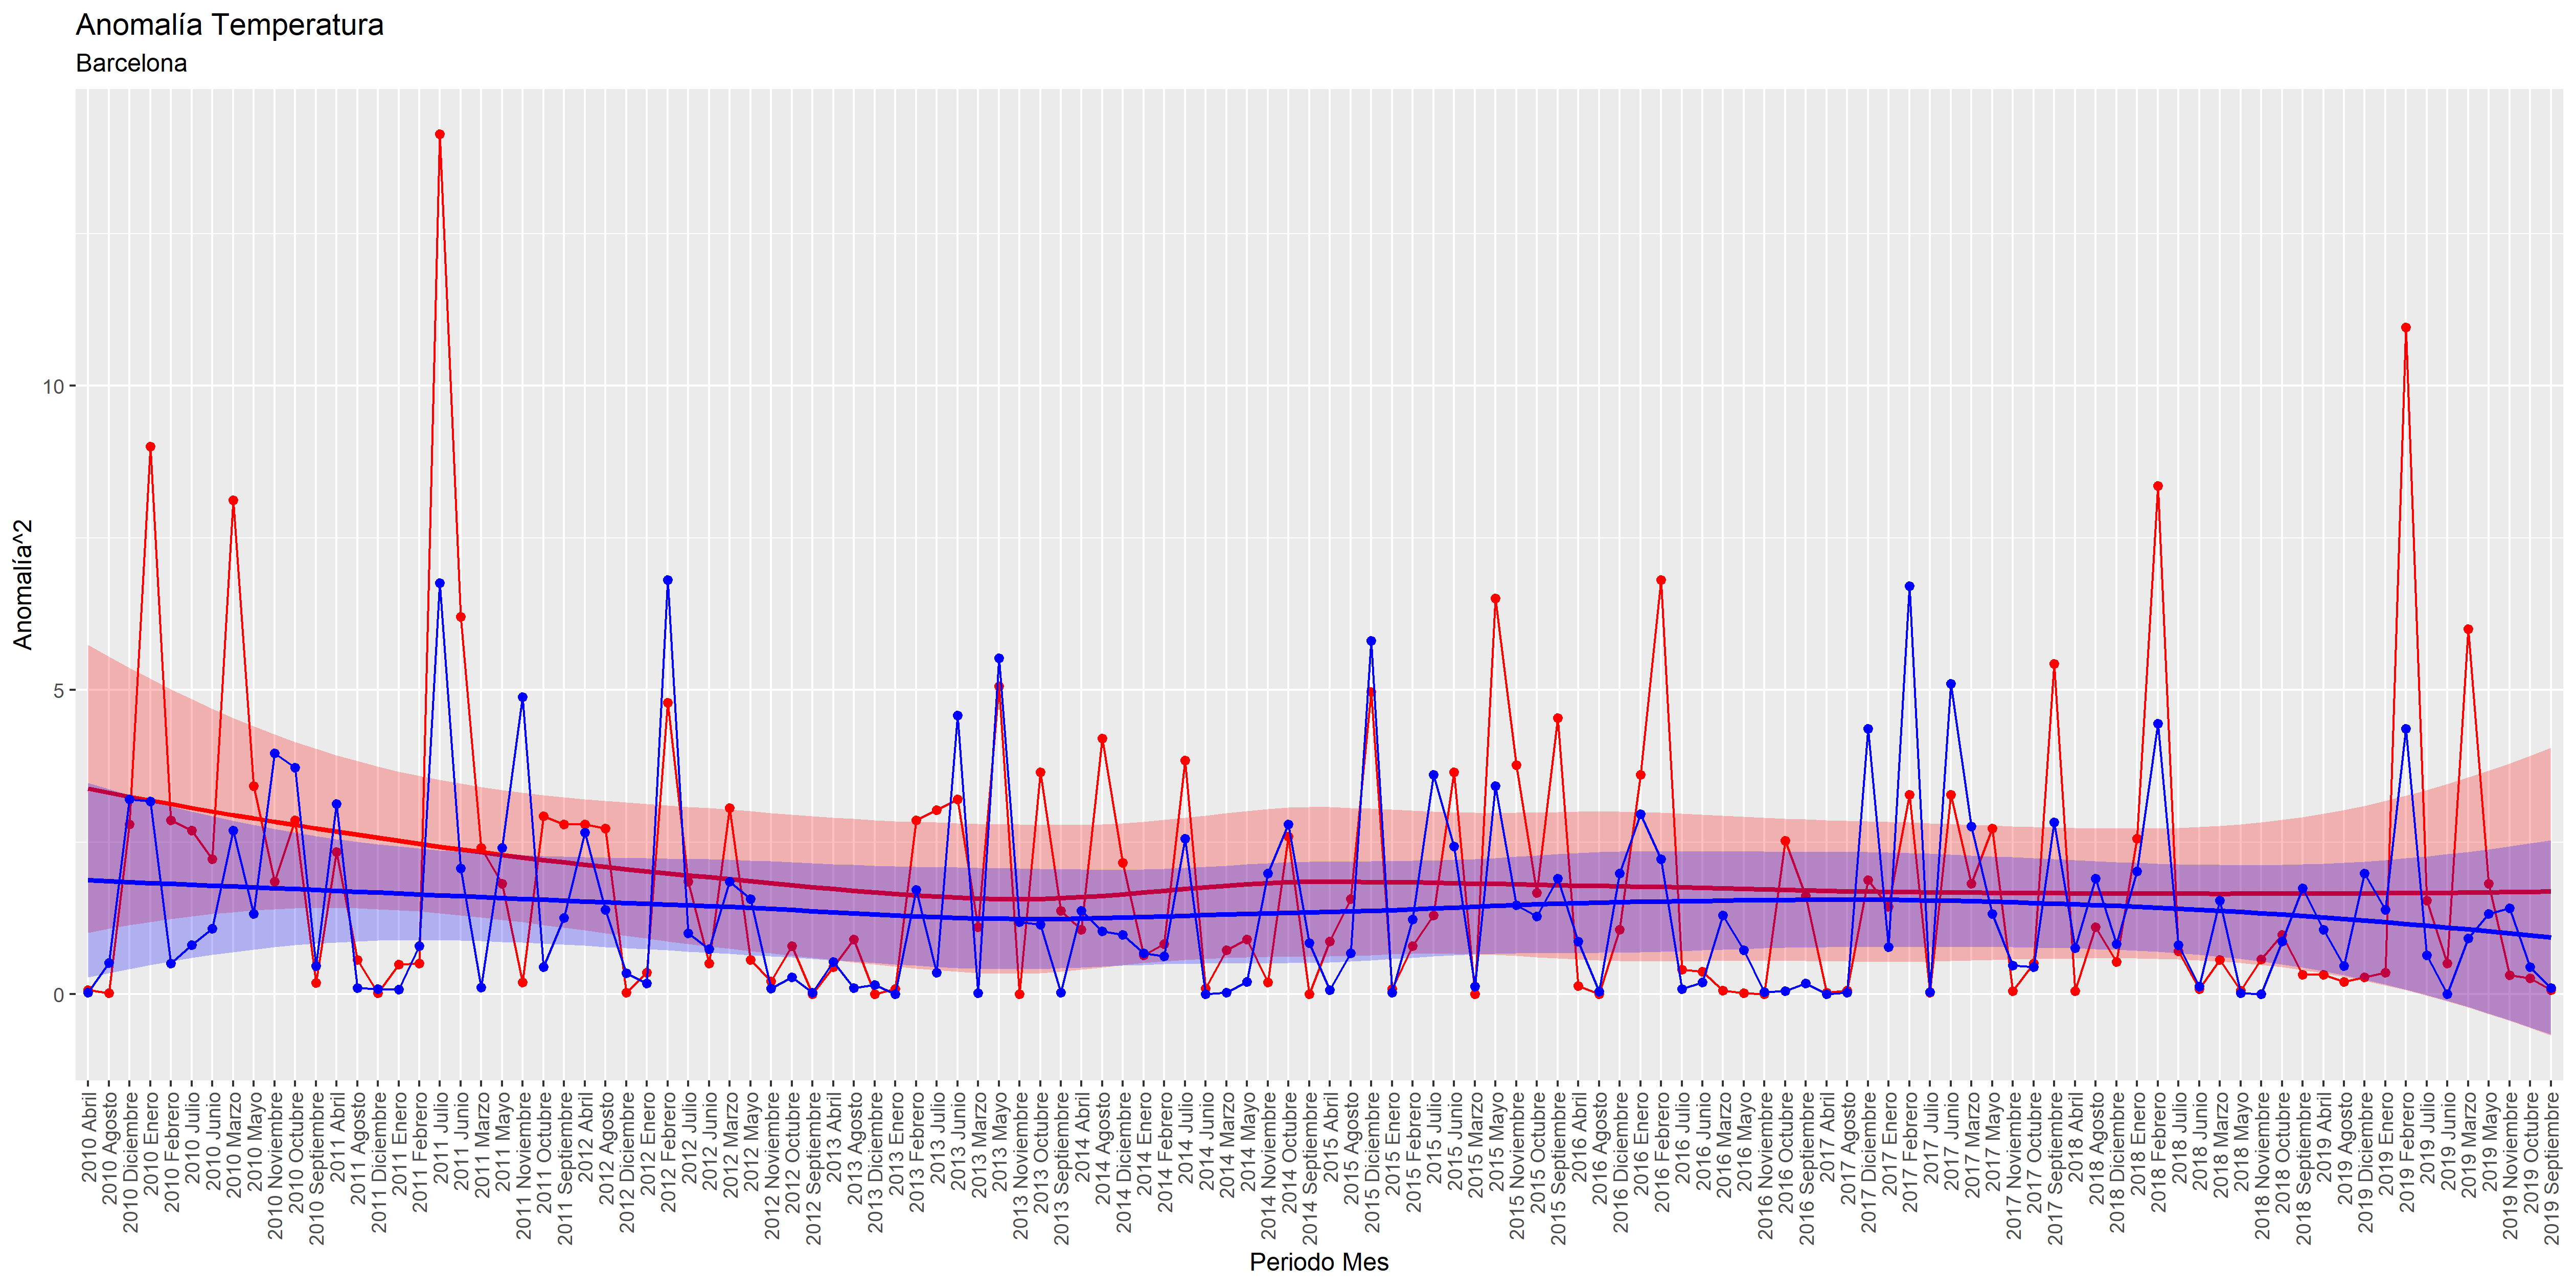 Anomalía Temperatura
Barcelona
Anomalía^2
10
5
0
2010 Abril
2010 Agosto
2010 Diciembre
2010 Enero
2010 Febrero
2010 Julio
2010 Junio
2010 Marzo
2010 Mayo
2010 Noviembre
2010 Octubre
2010 Septiembre
2011 Abril
2011 Agosto
2011 Diciembre
2011 Enero
2011 Febrero
2011 Julio
2011 Junio
2011 Marzo
2011 Mayo
2011 Noviembre
2011 Octubre
2011 Septiembre
2012 Abril
2012 Agosto
2012 Diciembre
2012 Enero
2012 Febrero
2012 Julio
2012 Junio
2012 Marzo
2012 Mayo
2012 Noviembre
2012 Octubre
2012 Septiembre
2013 Abril
2013 Agosto
2013 Diciembre
2013 Enero
2013 Febrero
2013 Julio
2013 Junio
2013 Marzo
2013 Mayo
2013 Noviembre
2013 Octubre
2013 Septiembre
2014 Abril
2014 Agosto
2014 Diciembre
2014 Enero
2014 Febrero
2014 Julio
2014 Junio
2014 Marzo
2014 Mayo
2014 Noviembre
2014 Octubre
2014 Septiembre
2015 Abril
2015 Agosto
2015 Diciembre
2015 Enero
2015 Febrero
2015 Julio
2015 Junio
2015 Marzo
2015 Mayo
2015 Noviembre
2015 Octubre
2015 Septiembre
2016 Abril
2016 Agosto
2016 Diciembre
2016 Enero
2016 Febrero
2016 Julio
2016 Junio
2016 Marzo
2016 Mayo
2016 Noviembre
2016 Octubre
2016 Septiembre
2017 Abril
2017 Agosto
2017 Diciembre
2017 Enero
2017 Febrero
2017 Julio
2017 Junio
2017 Marzo
2017 Mayo
2017 Noviembre
2017 Octubre
2017 Septiembre
2018 Abril
2018 Agosto
2018 Diciembre
2018 Enero
2018 Febrero
2018 Julio
2018 Junio
2018 Marzo
2018 Mayo
2018 Noviembre
2018 Octubre
2018 Septiembre
2019 Abril
2019 Agosto
2019 Diciembre
2019 Enero
2019 Febrero
2019 Julio
2019 Junio
2019 Marzo
2019 Mayo
2019 Noviembre
2019 Octubre
2019 Septiembre
Periodo Mes